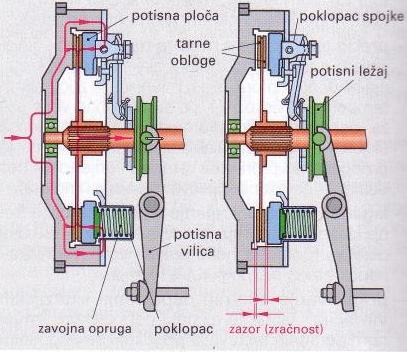 potisna ploča
poklopac spojke
tarne
obloge
potisni ležaj
potisna
vilica
zavojna opruga
poklopac
zazor (zračnost)